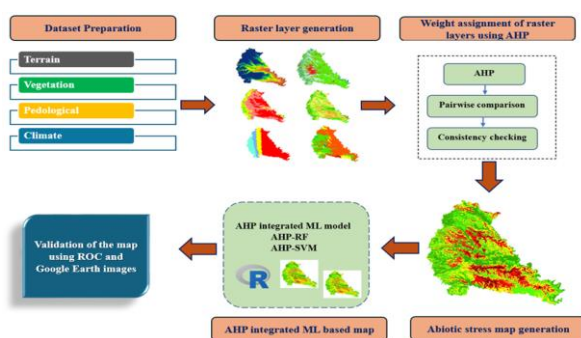 Dataset Preparation
Raster layer generation
Weight assignment of raster
layers using AHP
Terrain
Vegetation
Pedological
Climate
AHP
Pairwise comparison
Consistency checking
Validation of the map
using ROC and
Google Earth images
AHP integrated ML model
AHP-RF
AHP-SVM
R
AHP integrated ML based map
Abiotic stress map generation